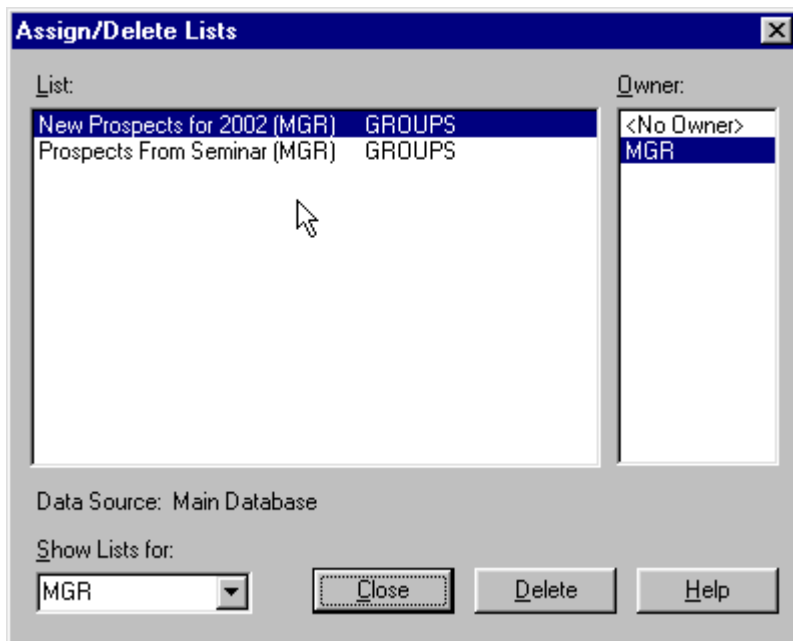 Assign/Delete Lists
List:
Owner:
New Prospects for 2002 (MGR) GROUPS
Prospects From Seminar (MGR) GROUPS
<No Owner>
MGR
Data Source: Main Database
Show Lists for:
MGR
Close
Delete
Help